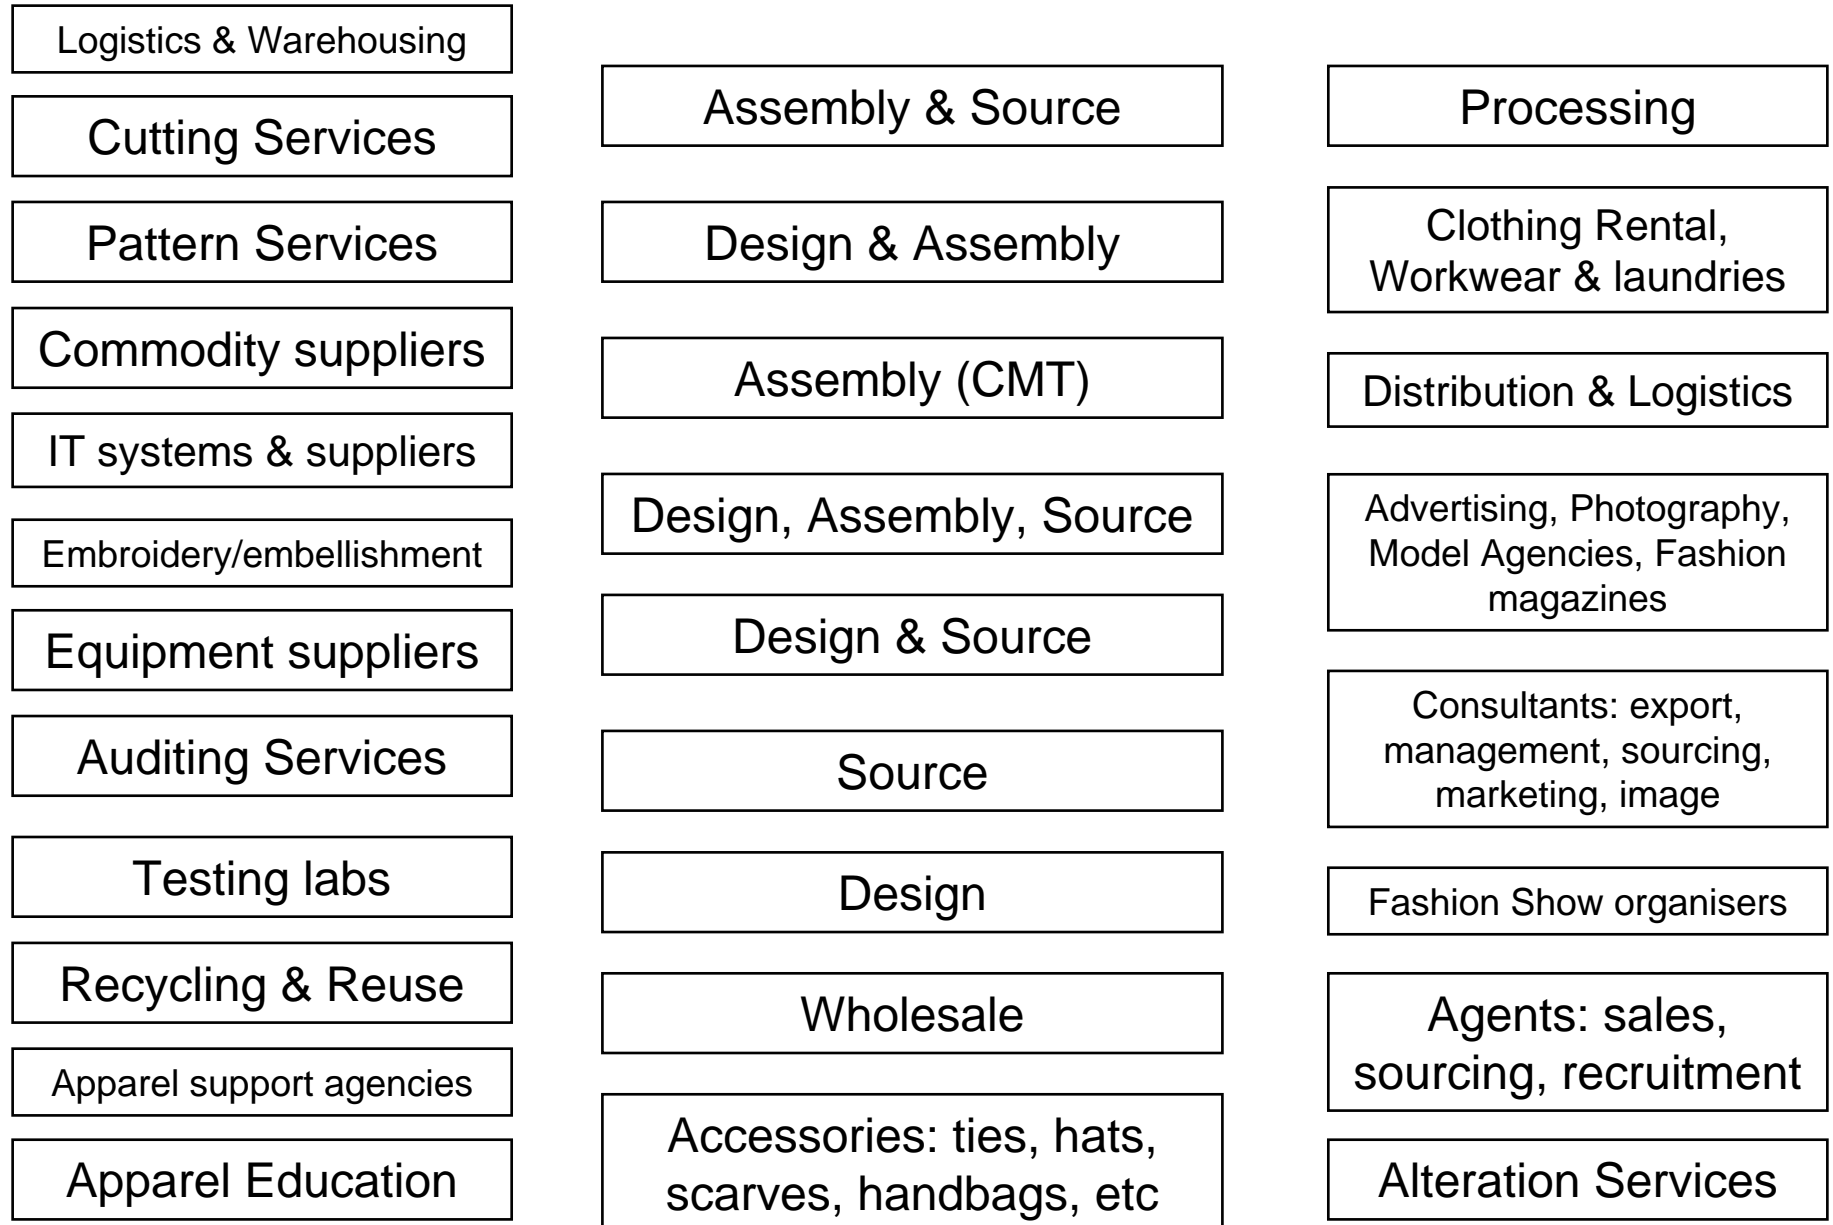 Logistics & Warehousing
Cutting Services
Pattern Services
Commodity suppliers
IT systems & suppliers
Embroidery/embellishment
Equipment suppliers
Auditing Services
Testing labs
Recycling & Reuse
Apparel support agencies
Apparel Education
Assembly & Source
Design & Assembly
Assembly (CMT)
Design, Assembly, Source
Design & Source
Source
Design
Wholesale
Accessories: ties, hats,
scarves, handbags, etc
Processing
Clothing Rental,
Workwear & laundries
Distribution & Logistics
Advertising, Photography,
Model Agencies, Fashion
magazines
Consultants: export,
management, sourcing,
marketing, image
Fashion Show organisers
Agents: sales,
sourcing, recruitment
Alteration Services